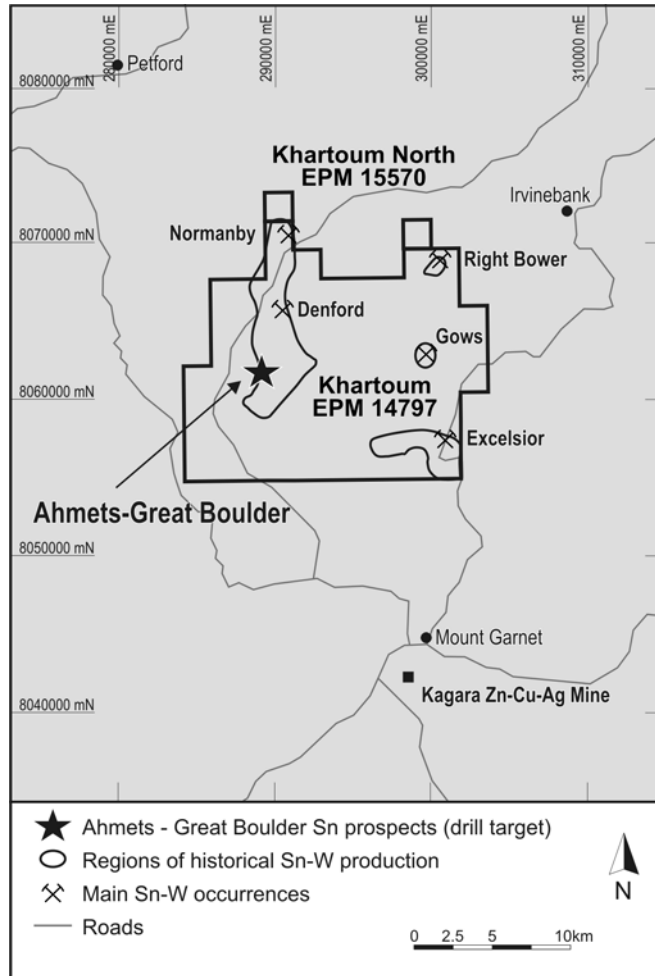 280000 mE
290000 mE
300000 mE
310000 mE
Petford
8080000 mN
Khartoum North
EPM 15570
Irvinebank
Normanby
8070000 mN
Right Bower
Denford
Gows
8060000 mN
Khartoum
EPM 14797
Excelsior
Ahmets-Great Boulder
8050000 mN
Mount Garnet
Kagara Zn-Cu-Ag Mine
8040000 mN
Ahmets - Great Boulder Sn prospects (drill target)
Regions of historical Sn-W production
Main Sn-W occurrences
Roads
N
0 2.5 5 10km